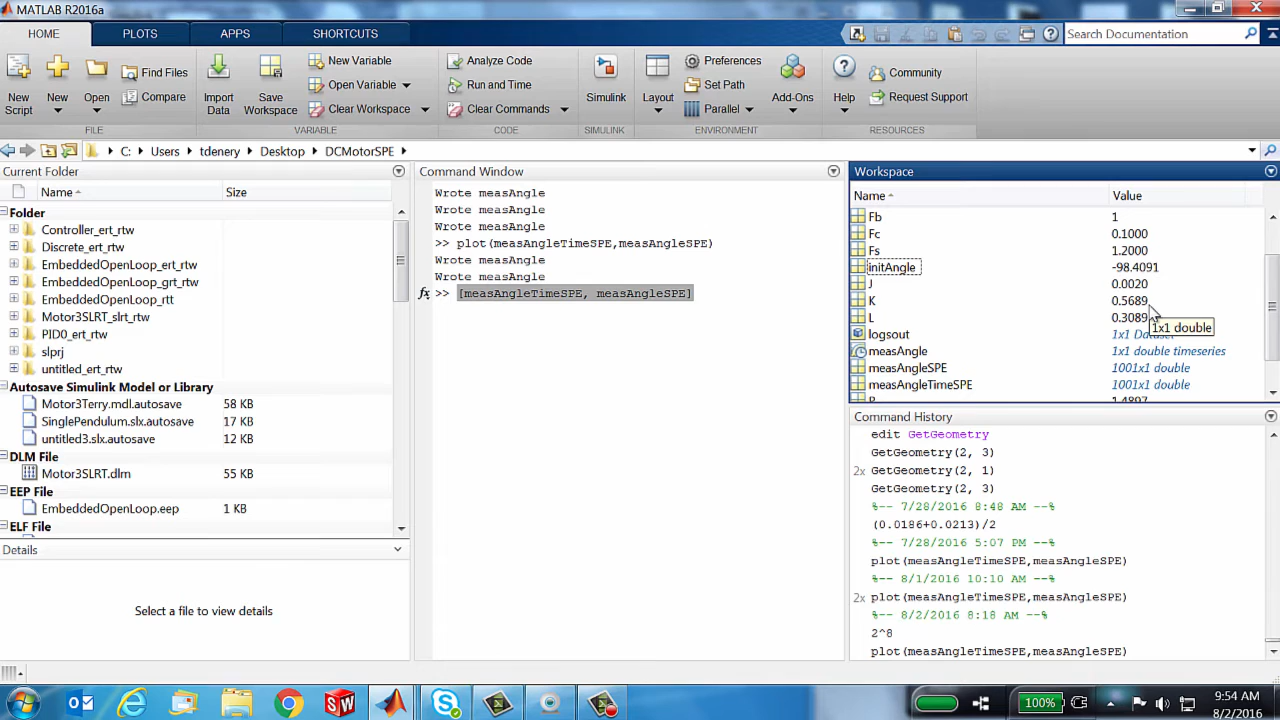 MATLAB R2016a
HOME
PLOTS
APPS
SHORTCUTS
Search Documentation
New Script
New
Open
Find Files
Compare
Import Data
Save Workspace
New Variable
Open Variable
Clear Workspace
Analyze Code
Run and Time
Clear Commands
Simulink
Layout
Preferences
Set Path
Parallel
Add-Ons
Help
Community
Request Support
FILE
VARIABLE
CODE
SIMULINK
ENVIRONMENT
RESOURCES
C: Users tdenery Desktop DCMotorSPE
Current Folder
Name
Size
Folder
Controller_ert_rtw
Discrete_ert_rtw
EmbeddedOpenLoop_ert_rtw
EmbeddedOpenLoop_grt_rtw
EmbeddedOpenLoop_rtt
Motor3SLRT_slrt_rtw
PID0_ert_rtw
slprj
untitled_ert_rtw
Autosave Simulink Model or Library
Motor3Terry.mdl.autosave 58 KB
SinglePendulum.slx.autosave 17 KB
untitled3.slx.autosave 12 KB
DLM File
Motor3SLRT.dlm 55 KB
EEP File
EmbeddedOpenLoop.eep 1 KB
ELF File
Details
Select a file to view details
Command Window
Wrote measAngle
Wrote measAngle
Wrote measAngle
>> plot(measAngleTimeSPE,measAngleSPE)
Wrote measAngle
Wrote measAngle
fx >> [measAngleTimeSPE, measAngleSPE]
Workspace
Name
Value
Fb 1
Fc 0.1000
Fs 1.2000
initAngle -98.4091
J 0.0020
K 0.5689
L 0.3089
1x1 double
logsout 1x1
measAngle 1x1 double timeseries
measAngleSPE 1001x1 double
measAngleTimeSPE 1001x1 double
Command History
edit GetGeometry
GetGeometry(2, 3)
2x GetGeometry(2, 1)
GetGeometry(2, 3)
%-- 7/28/2016 8:48 AM --%
(0.0186+0.0213)/2
%-- 7/28/2016 5:07 PM --%
plot(measAngleTimeSPE,measAngleSPE)
%-- 8/1/2016 10:10 AM --%
2x plot(measAngleTimeSPE,measAngleSPE)
%-- 8/2/2016 8:18 AM --%
2^8
plot(measAngleTimeSPE,measAngleSPE)
SW
100%
9:54 AM
8/2/2016